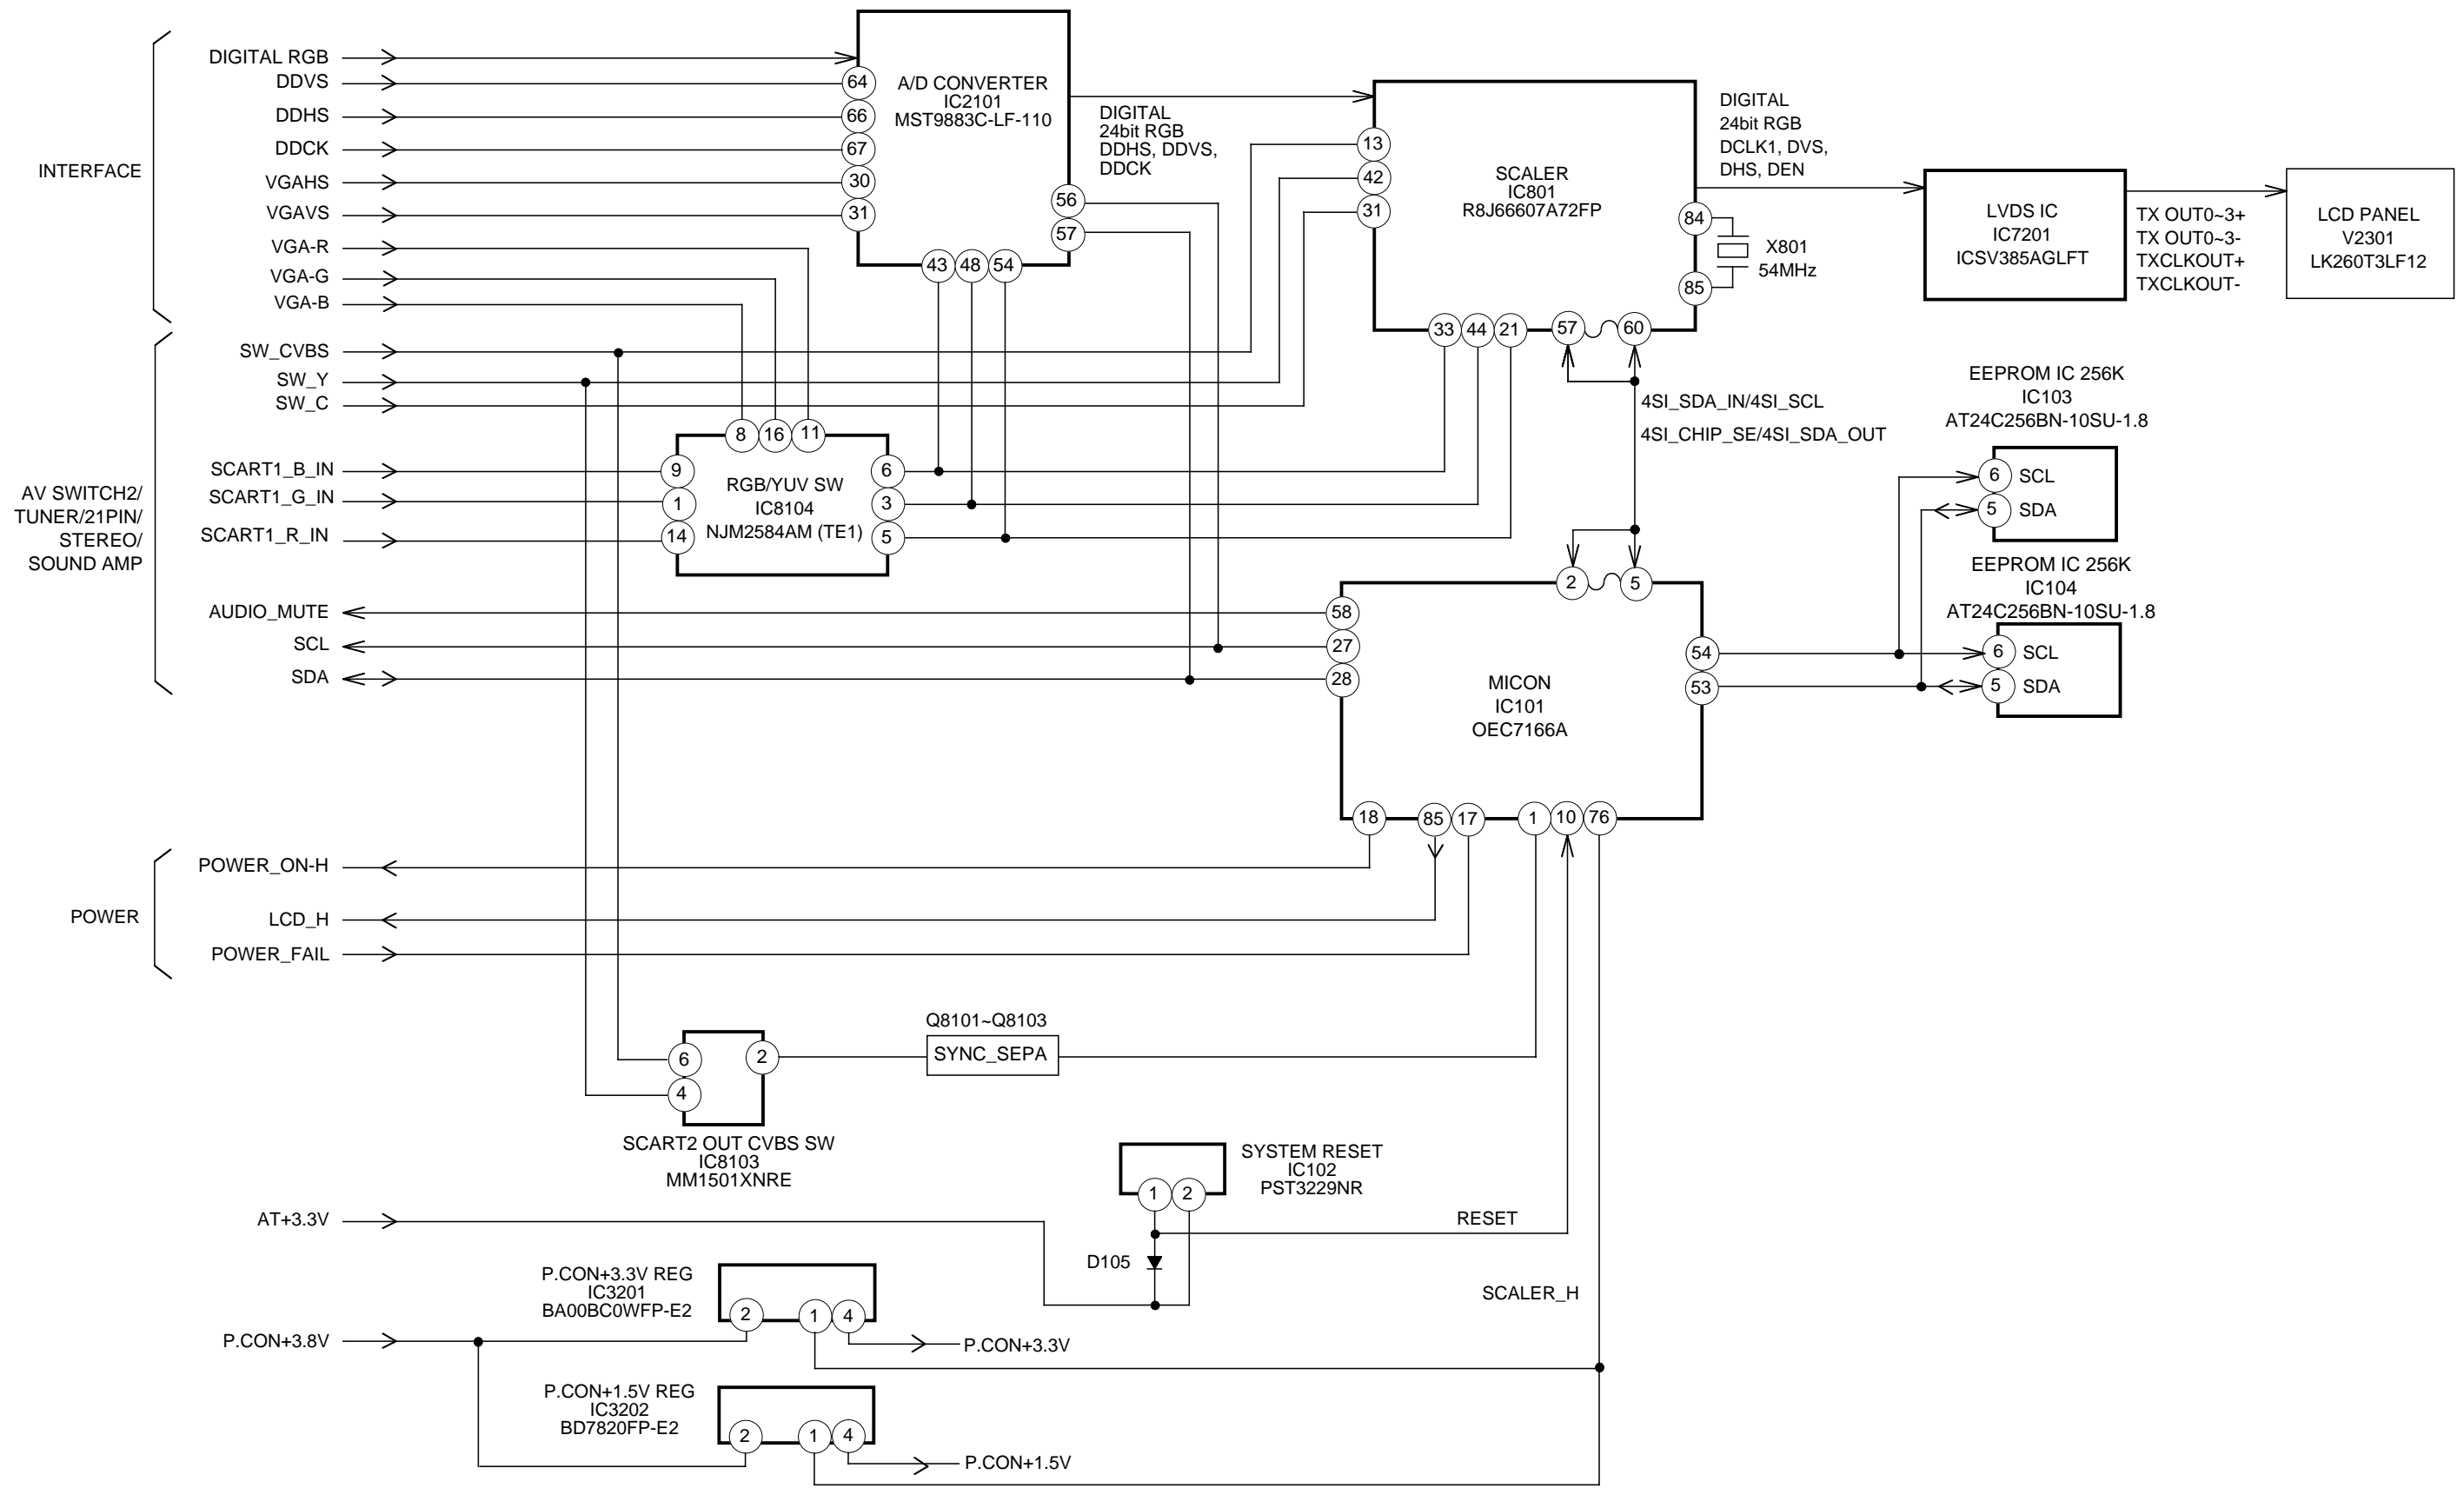 INTERFACE
DIGITAL RGB
DDVS
DDHS
DDCK
VGAHS
VGAVS
VGA-R
VGA-G
VGA-B
64
66
67
30
31
A/D CONVERTER
IC2101
MST9883C-LF-110
56
57
43 48 54
DIGITAL
24bit RGB
DDHS, DDVS,
DDCK
13
42
31
SCALER
IC801
R8J66607A72FP
84
85
33 44 21 57 60
X801
54MHz
DIGITAL
24bit RGB
DCLK1, DVS,
DHS, DEN
LVDS IC
IC7201
ICSV385AGLFT
TX OUT0~3+
TX OUT0~3-
TXCLKOUT+
TXCLKOUT-
LCD PANEL
V2301
LK260T3LF12
AV SWITCH2/
TUNER/21PIN/
STEREO/
SOUND AMP
SW_CVBS
SW_Y
SW_C
SCART1_B_IN
SCART1_G_IN
SCART1_R_IN
AUDIO_MUTE
SCL
SDA
8 16 11
9
1
14
RGB/YUV SW
IC8104
NJM2584AM (TE1)
6
3
5
4SI_SDA_IN/4SI_SCL
4SI_CHIP_SE/4SI_SDA_OUT
EEPROM IC 256K
IC103
AT24C256BN-10SU-1.8
6 SCL
5 SDA
EEPROM IC 256K
IC104
AT24C256BN-10SU-1.8
6 SCL
5 SDA
2 5
58
27
28
MICON
IC101
OEC7166A
54
53
18 85 17 1 10 76
POWER
POWER_ON-H
LCD_H
POWER_FAIL
6
4
2
SCART2 OUT CVBS SW
IC8103
MM1501XNRE
Q8101~Q8103
SYNC_SEPA
SYSTEM RESET
IC102
PST3229NR
1 2
D105
RESET
SCALER_H
AT+3.3V
P.CON+3.8V
P.CON+3.3V REG
IC3201
BA00BC0WFP-E2
2 1 4
P.CON+3.3V
P.CON+1.5V REG
IC3202
BD7820FP-E2
2 1 4
P.CON+1.5V